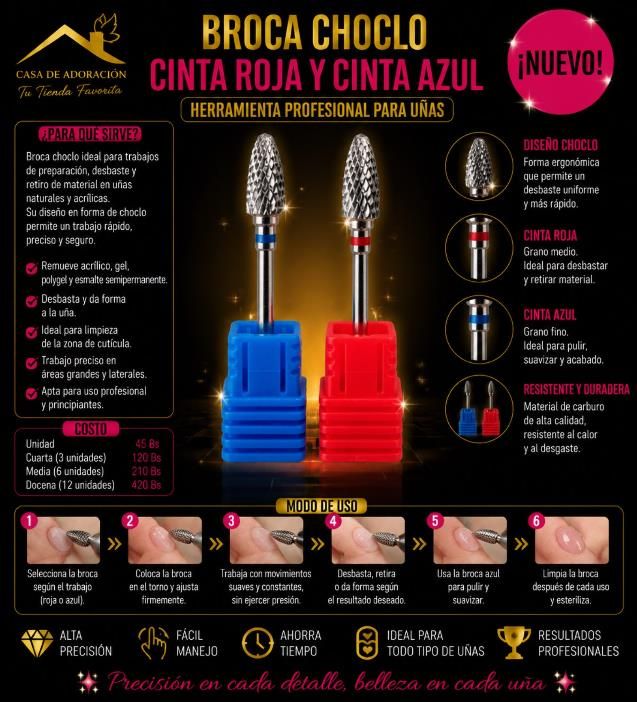 CASA DE ADORACIÓN
Tu Tienda Favorita
BROCA CHOCLO
CINTA ROJA Y CINTA AZUL
HERRAMIENTA PROFESIONAL PARA UÑAS
¡NUEVO!
¿PARA QUÉ SIRVE?
Broca choclo ideal para trabajos
de preparación, desbaste y
retiro de material en uñas
naturales y acrílicas.
Su diseño en forma de choclo
permite un trabajo rápido,
preciso y seguro.
Remueve acrílico, gel,
polygel y esmalte semipermanente.
Desbasta y da forma
a la uña.
Ideal para limpieza
de la zona de cutícula.
Trabajo preciso en
áreas grandes y laterales.
Apta para uso profesional
y principiantes.
COSTO
Unidad 45 Bs
Cuarta (3 unidades) 120 Bs
Media (6 unidades) 210 Bs
Docena (12 unidades) 420 Bs
DISEÑO CHOCLO
Forma ergonómica
que permite un
desbaste uniforme
y más rápido.
CINTA ROJA
Grano medio.
Ideal para desbastar
y retirar material.
CINTA AZUL
Grano fino.
Ideal para pulir,
suavizar y acabado.
RESISTENTE Y DURADERA
Material de carburo
de alta calidad,
resistente al calor
y al desgaste.
MODO DE USO
1
Selecciona la broca
según el trabajo
(roja o azul).
2
Coloca la broca
en el torno y ajusta
firmemente.
3
Trabaja con movimientos
suaves y constantes,
sin ejercer presión.
4
Desbasta, retira
o da forma según
el resultado deseado.
5
Usa la broca azul
para pulir y
suavizar.
6
Limpia la broca
después de cada uso
y esteriliza.
ALTA
PRECISIÓN
FÁCIL
MANEJO
AHORRA
TIEMPO
IDEAL PARA
TODO TIPO DE UÑAS
RESULTADOS
PROFESIONALES
Precisión en cada detalle, belleza en cada uña